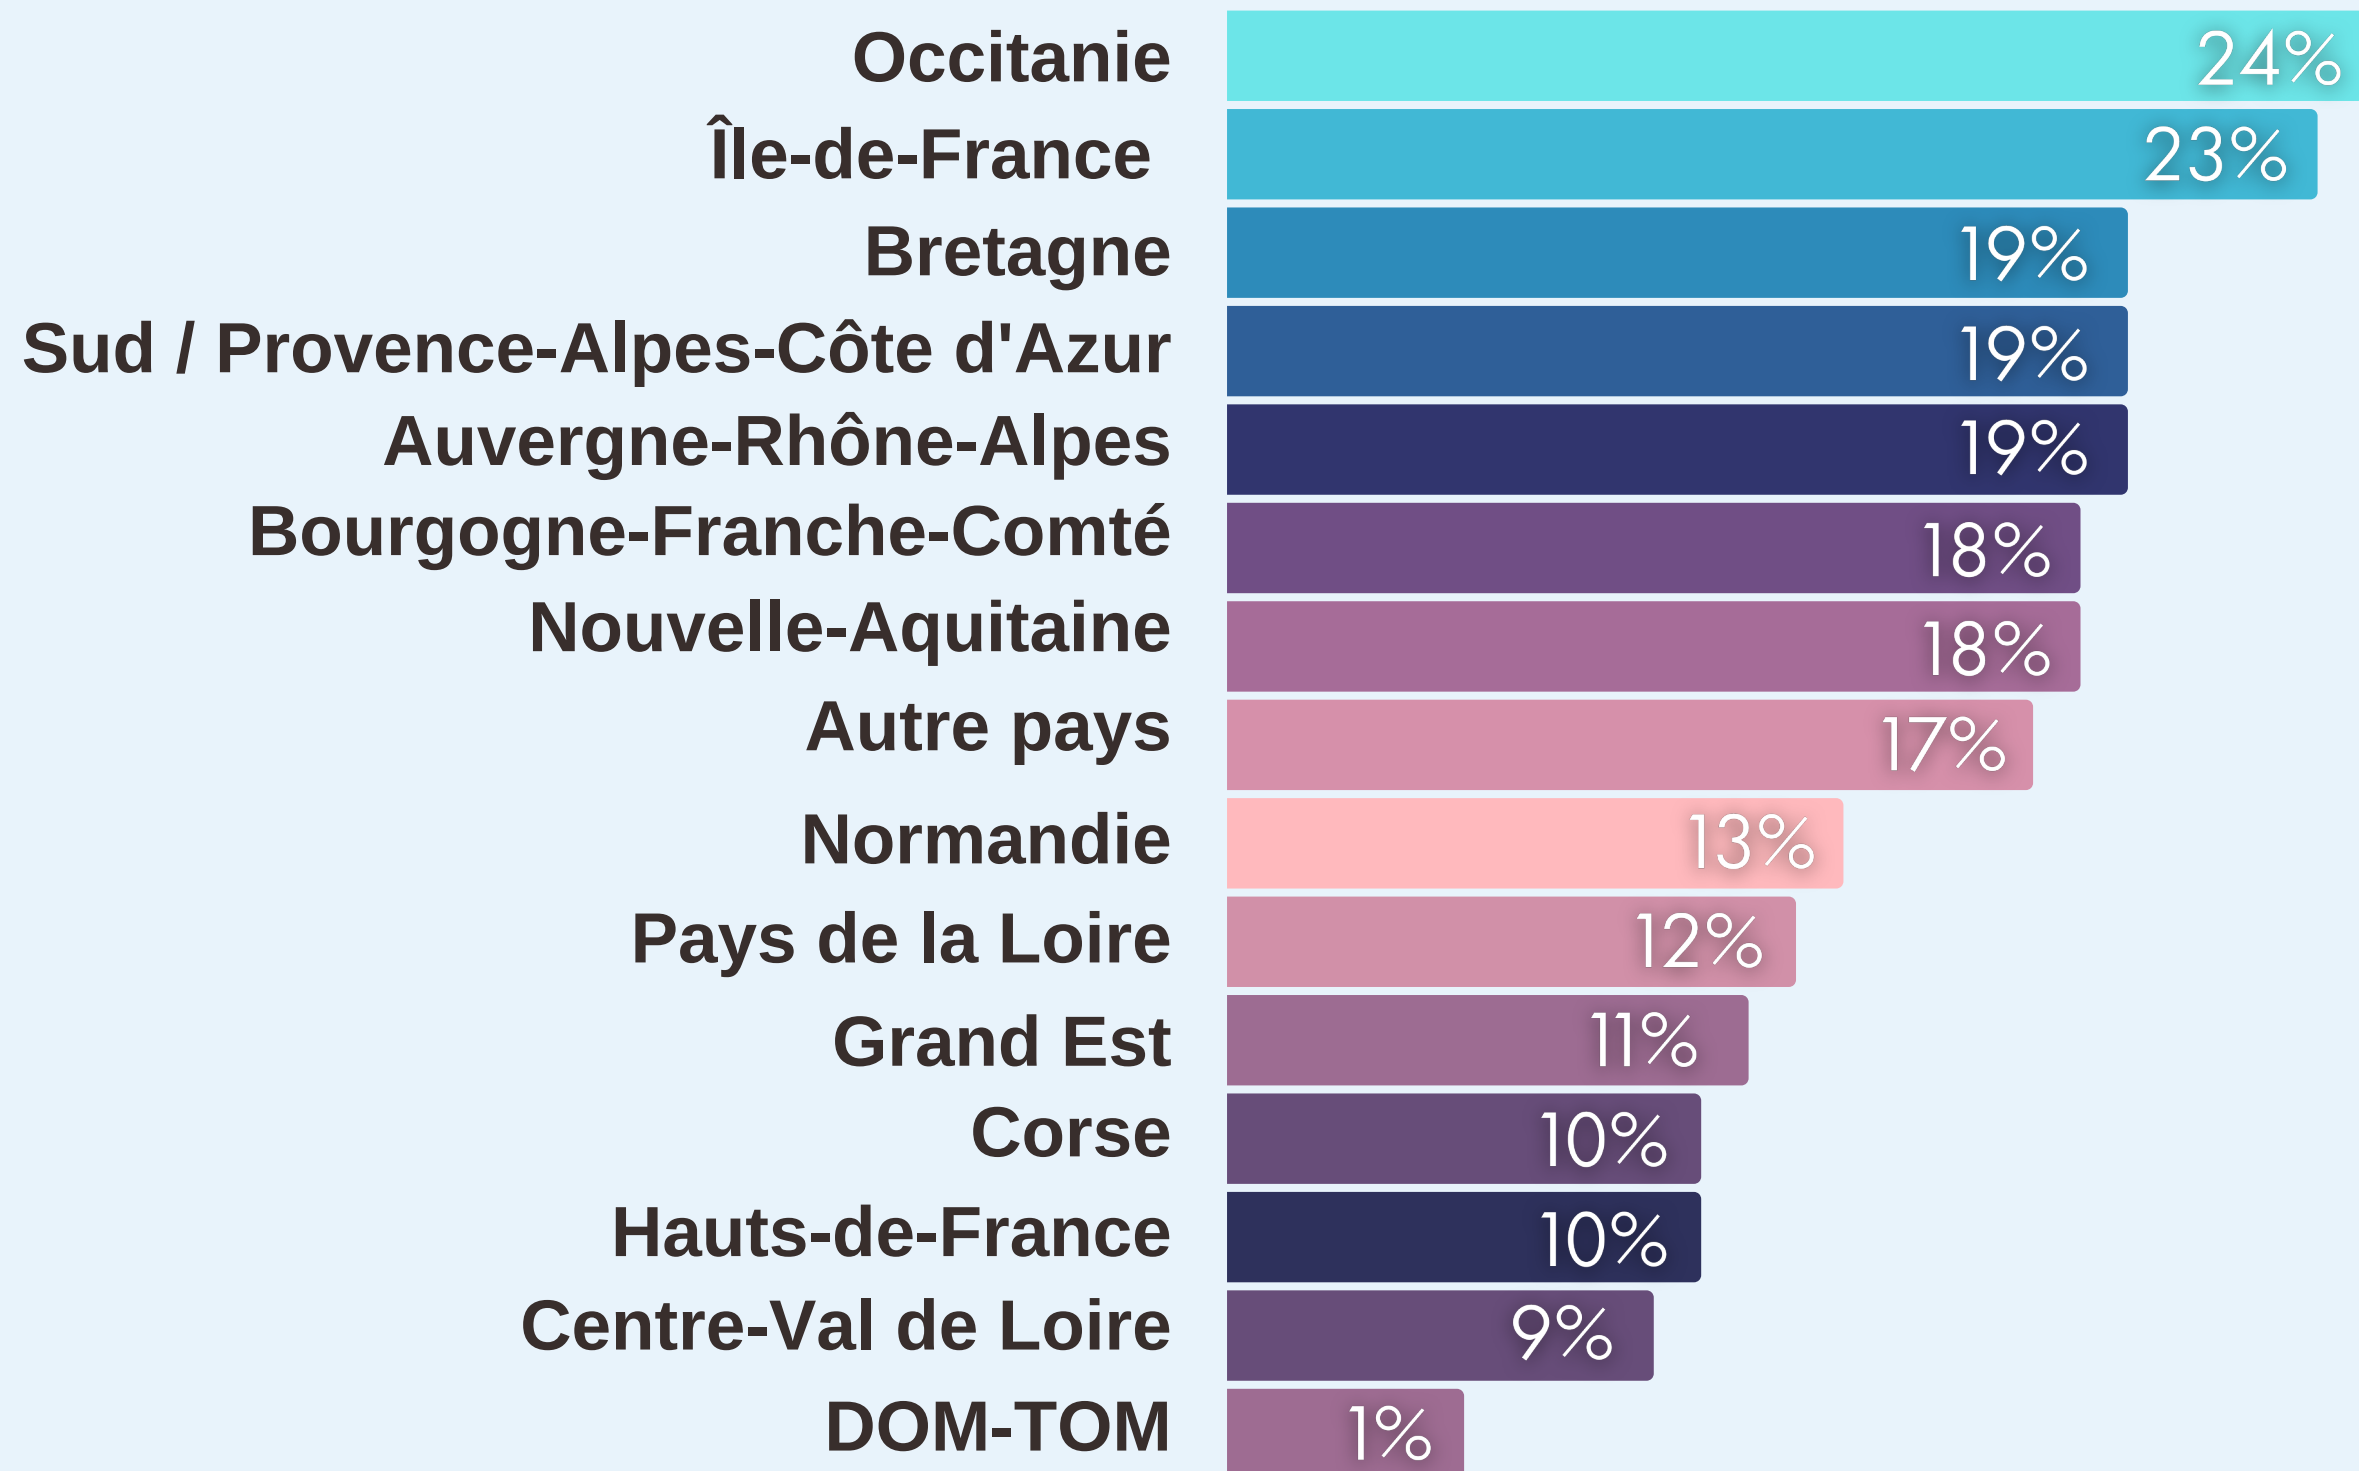 Occitanie 24%
Île-de-France 23%
Bretagne 19%
Sud / Provence-Alpes-Côte d'Azur 19%
Auvergne-Rhône-Alpes 19%
Bourgogne-Franche-Comté 18%
Nouvelle-Aquitaine 18%
Autre pays 17%
Normandie 13%
Pays de la Loire 12%
Grand Est 11%
Corse 10%
Hauts-de-France 10%
Centre-Val de Loire 9%
DOM-TOM 1%